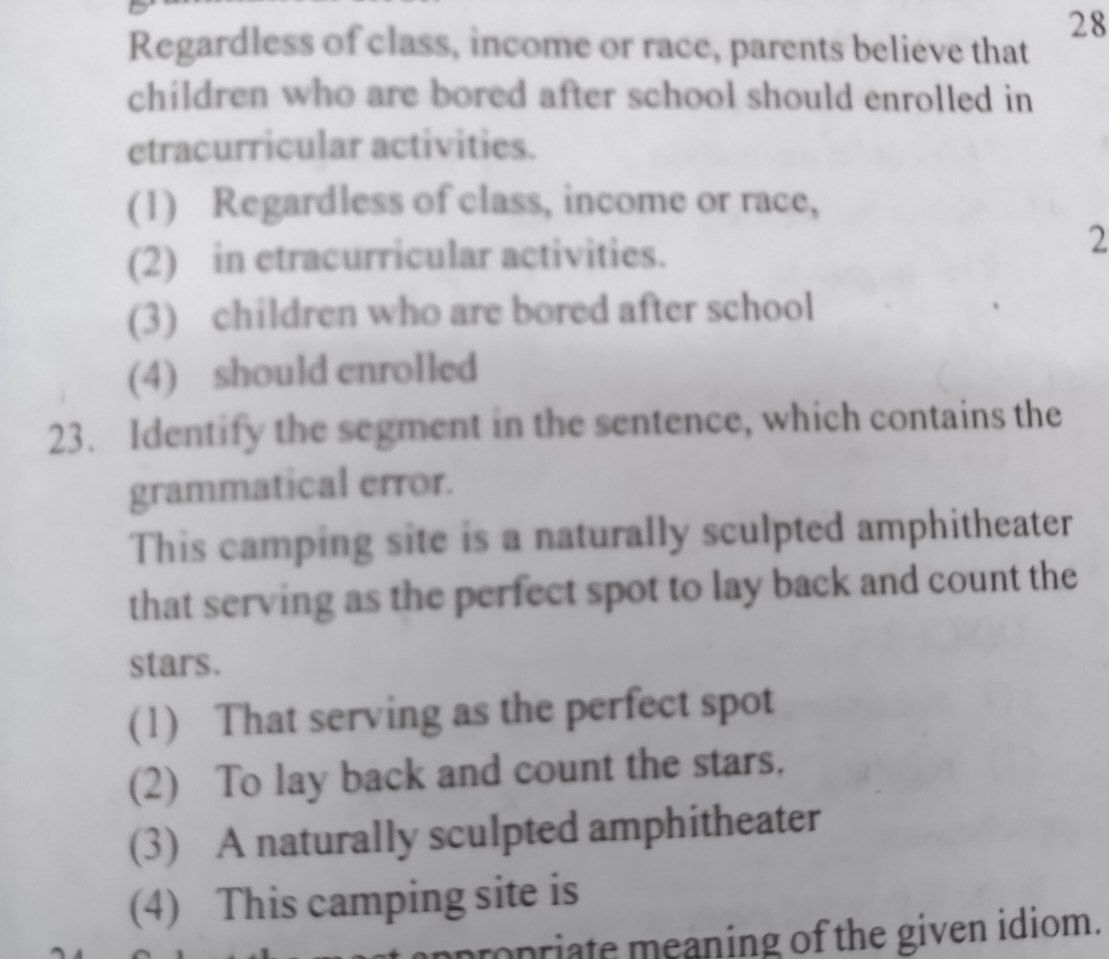 Regardless of class, income or race, parents believe that
children who are bored after school should enrolled in
etracurricular activities.
(1) Regardless of class, income or race,
(2) in etracurricular activities.
(3) children who are bored after school
(4) should enrolled
23. Identify the segment in the sentence, which contains the
grammatical error.
This camping site is a naturally sculpted amphitheater
that serving as the perfect spot to lay back and count the
stars.
(1) That serving as the perfect spot
(2) To lay back and count the stars.
(3) A naturally sculpted amphitheater
(4) This camping site is
appropriate meaning of the given idiom.
28
2